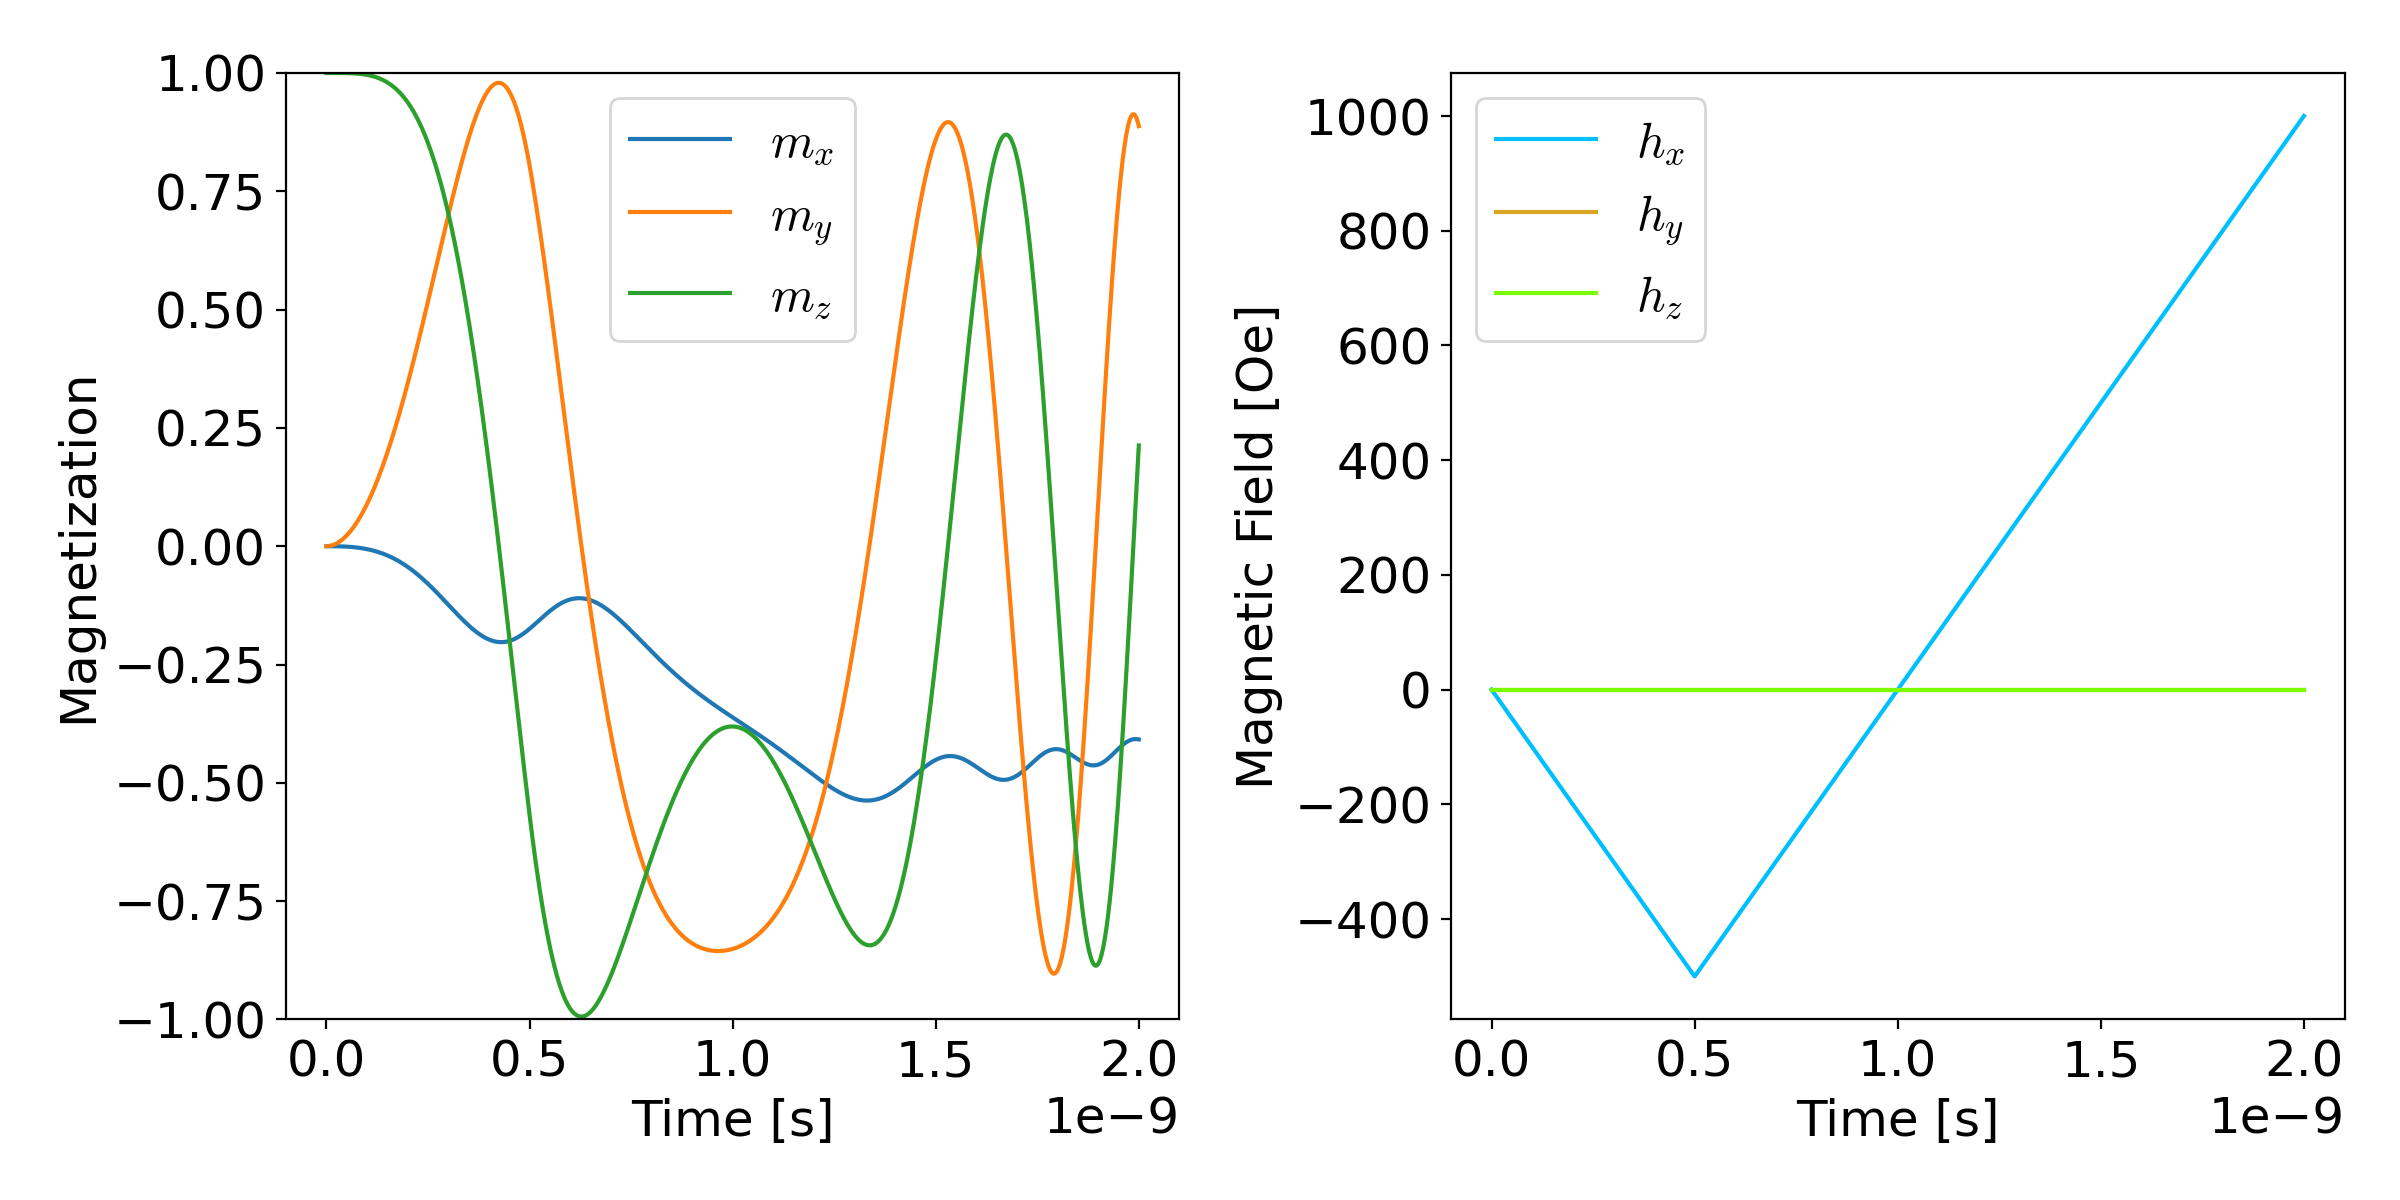 Magnetization
1.00
0.75
0.50
0.25
0.00
−0.25
−0.50
−0.75
−1.00
m_x
m_y
m_z
0.0 0.5 1.0 1.5 2.0
Time [s]
1e−9
Magnetic Field [Oe]
1000
800
600
400
200
0
−200
−400
h_x
h_y
h_z
0.0 0.5 1.0 1.5 2.0
Time [s]
1e−9